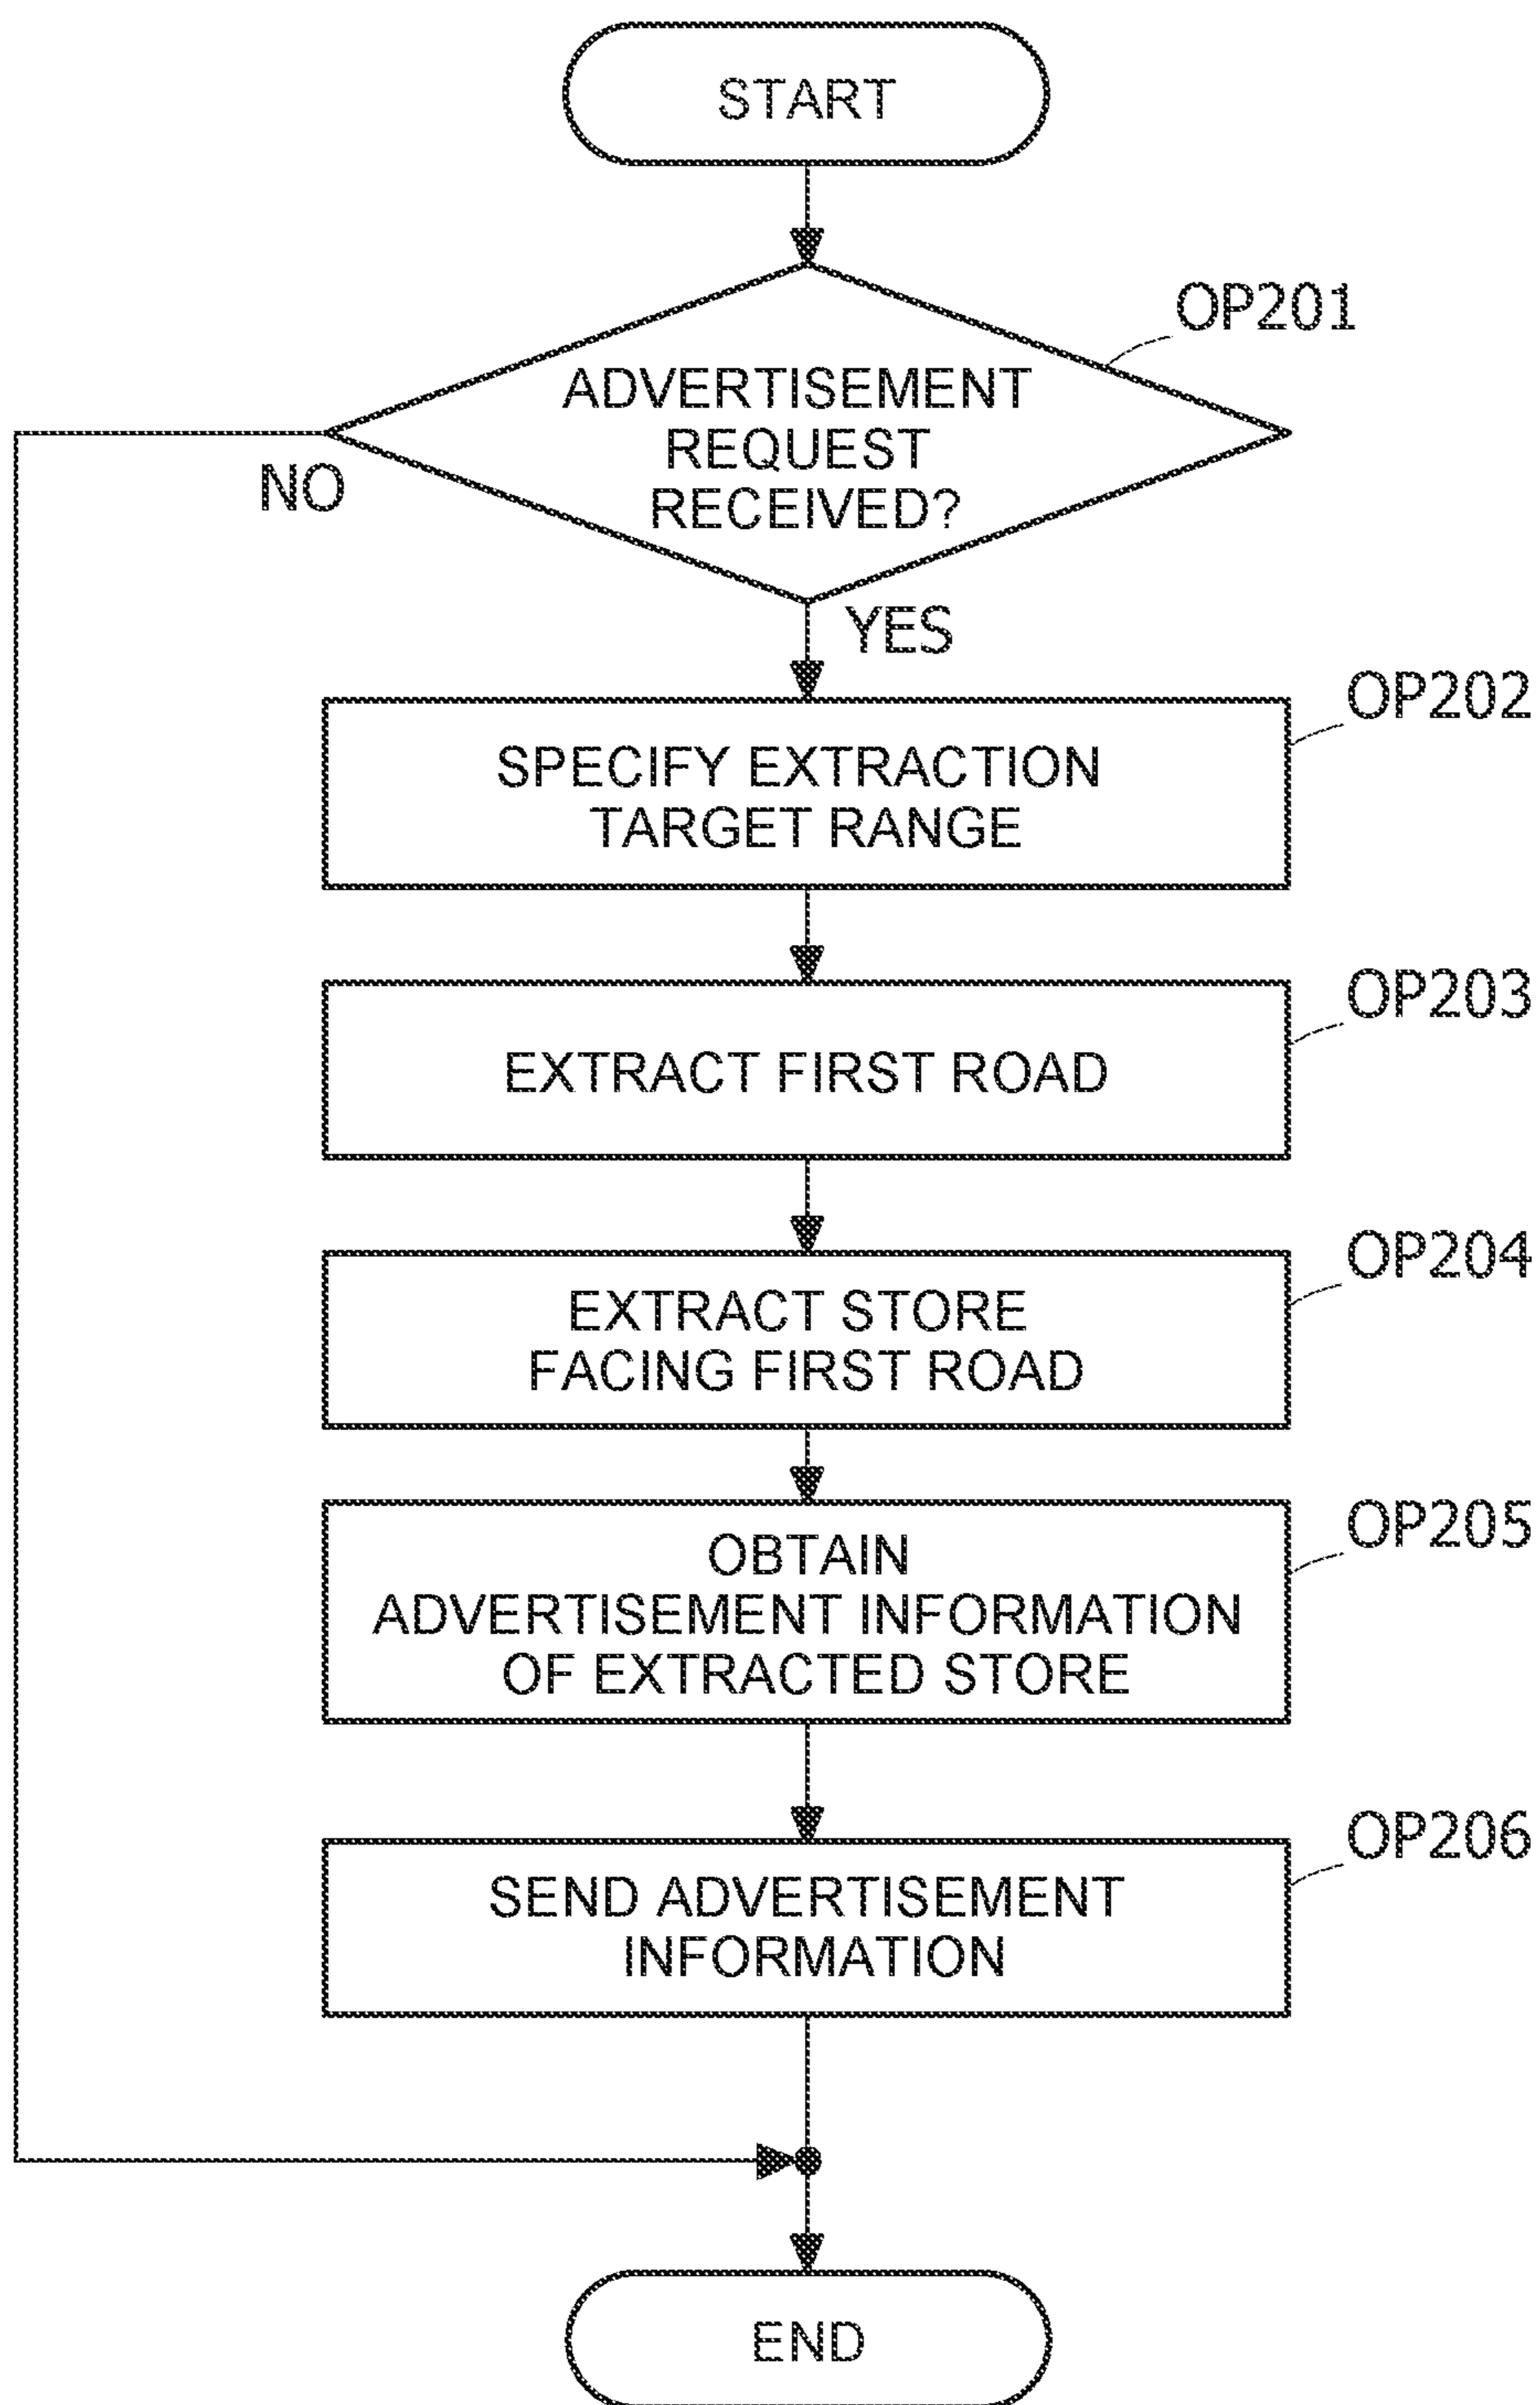 START
OP201
ADVERTISEMENT
REQUEST
RECEIVED?
NO
YES
OP202
SPECIFY EXTRACTION
TARGET RANGE
OP203
EXTRACT FIRST ROAD
OP204
EXTRACT STORE
FACING FIRST ROAD
OP205
OBTAIN
ADVERTISEMENT INFORMATION
OF EXTRACTED STORE
OP206
SEND ADVERTISEMENT
INFORMATION
END